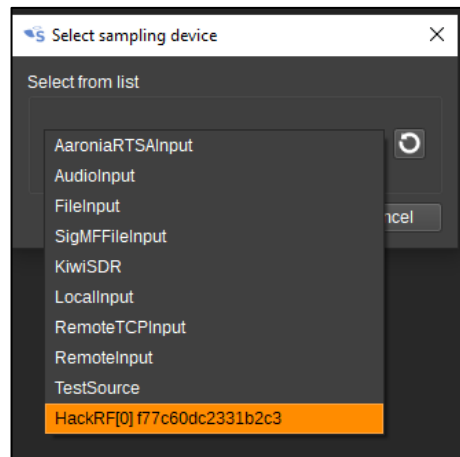 Select sampling device
Select from list
AaroniaRTSAInput
AudioInput
FileInput
SigMFFileInput
KiwiSDR
ncel
LocalInput
RemoteTCPInput
RemoteInput
TestSource
HackRF[0] f77c60dc2331b2c3